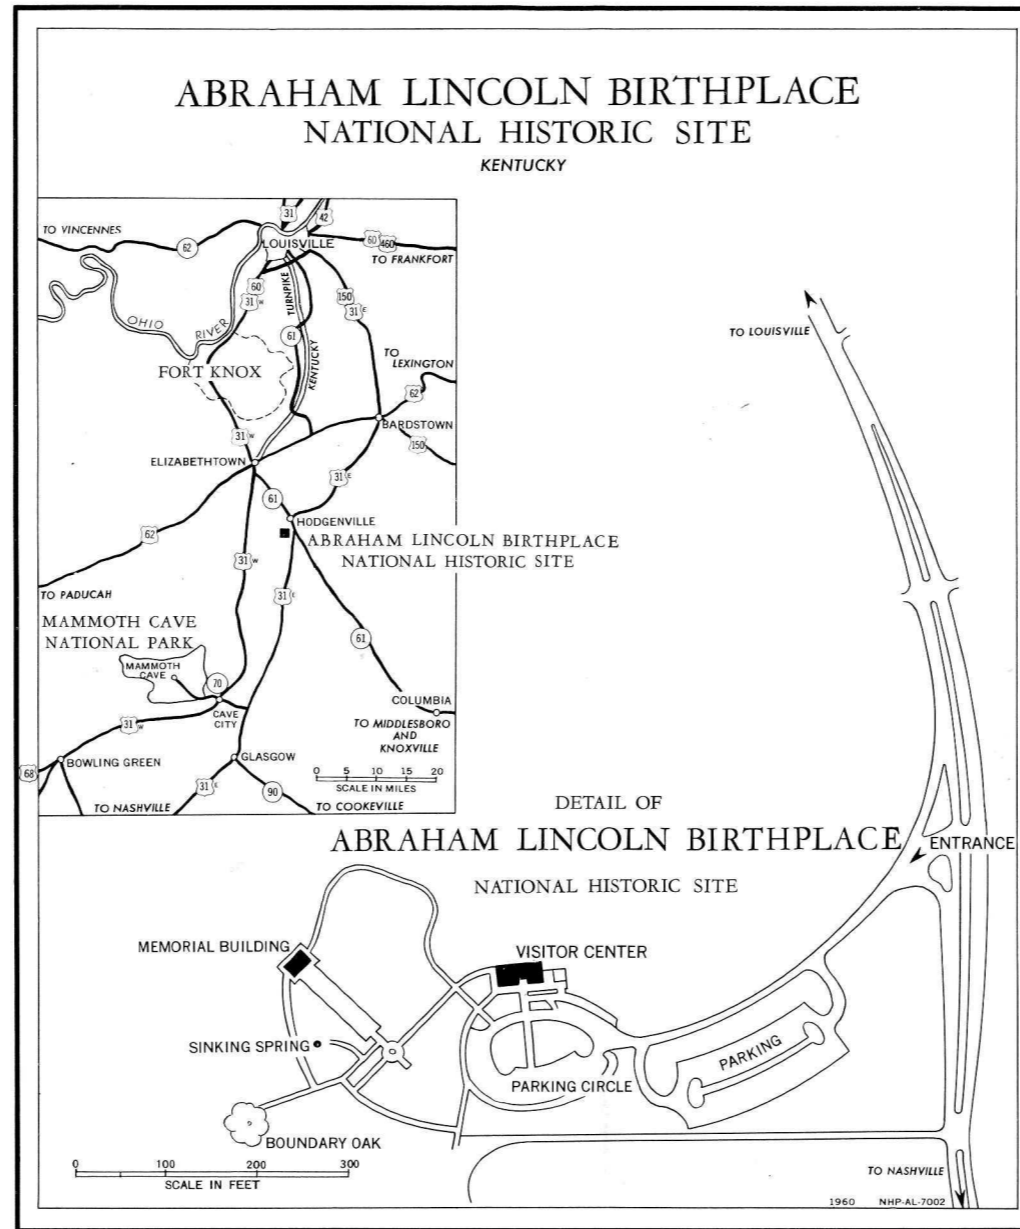 ABRAHAM LINCOLN BIRTHPLACE
NATIONAL HISTORIC SITE
KENTUCKY
31
42
TO VINCENNES
62
LOUISVILLE
60
460
TO FRANKFORT
60
31 W
TURNPIKE
150
31 E
OHIO
RIVER
61
KENTUCKY
TO
LEXINGTON
FORT KNOX
62
BARDSTOWN
31 W
150
ELIZABETHTOWN
31 E
61
HODGENVILLE
62
ABRAHAM LINCOLN BIRTHPLACE
NATIONAL HISTORIC SITE
31 W
31 E
TO PADUCAH
MAMMOTH CAVE
NATIONAL PARK
61
MAMMOTH
CAVE
70
COLUMBIA
CAVE
CITY
31 W
TO MIDDLESBORO
AND
KNOXVILLE
GLASGOW
BOWLING GREEN
68
31 E
90
0 5 10 15 20
SCALE IN MILES
TO NASHVILLE
TO COOKEVILLE
TO LOUISVILLE
DETAIL OF
ABRAHAM LINCOLN BIRTHPLACE
NATIONAL HISTORIC SITE
ENTRANCE
MEMORIAL BUILDING
VISITOR CENTER
SINKING SPRING
PARKING
PARKING CIRCLE
BOUNDARY OAK
0 100 200 300
SCALE IN FEET
TO NASHVILLE
1960 NHP-AL-7002